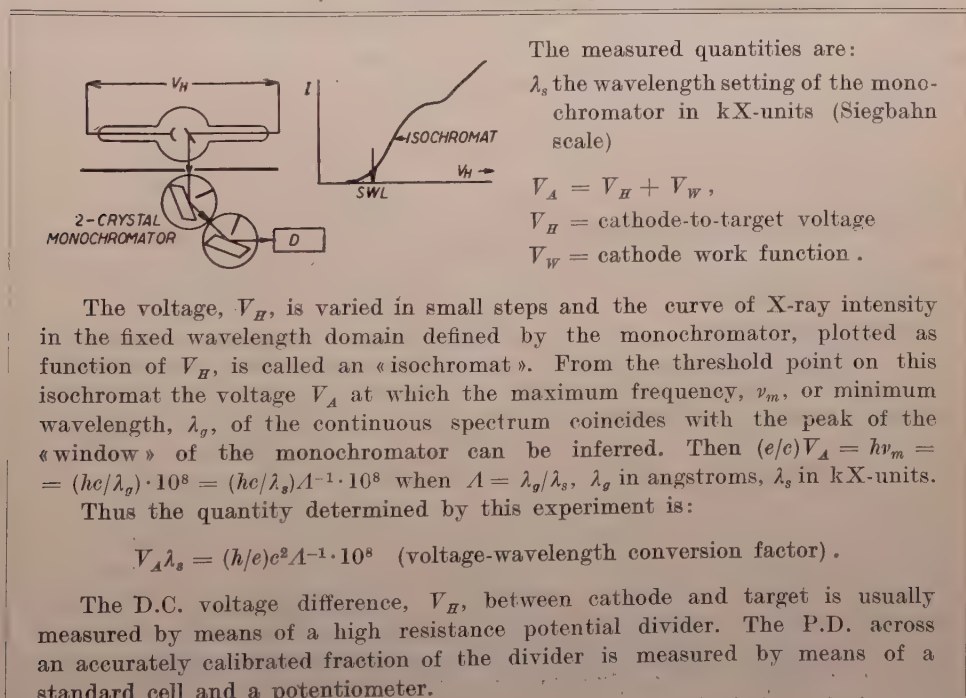 V_H
I
ISOCHROMAT
V_H →
SWL
2-CRYSTAL
MONOCHROMATOR
D
The measured quantities are:
λ_s the wavelength setting of the mono-
chromator in kX-units (Siegbahn
scale)
V_A = V_H + V_W ,
V_H = cathode-to-target voltage
V_W = cathode work function .
The voltage, V_H, is varied in small steps and the curve of X-ray intensity
in the fixed wavelength domain defined by the monochromator, plotted as
function of V_H, is called an « isochromat ». From the threshold point on this
isochromat the voltage V_A at which the maximum frequency, ν_m, or minimum
wavelength, λ_g, of the continuous spectrum coincides with the peak of the
« window » of the monochromator can be inferred. Then (e/c)V_A = hν_m =
= (hc/λ_g)·10⁸ = (hc/λ_s)Λ⁻¹·10⁸ when Λ = λ_g/λ_s, λ_g in angstroms, λ_s in kX-units.
Thus the quantity determined by this experiment is:
V_Aλ_s = (h/e)c²Λ⁻¹·10⁸ (voltage-wavelength conversion factor) .
The D.C. voltage difference, V_H, between cathode and target is usually
measured by means of a high resistance potential divider. The P.D. across
an accurately calibrated fraction of the divider is measured by means of a
standard cell and a potentiometer.